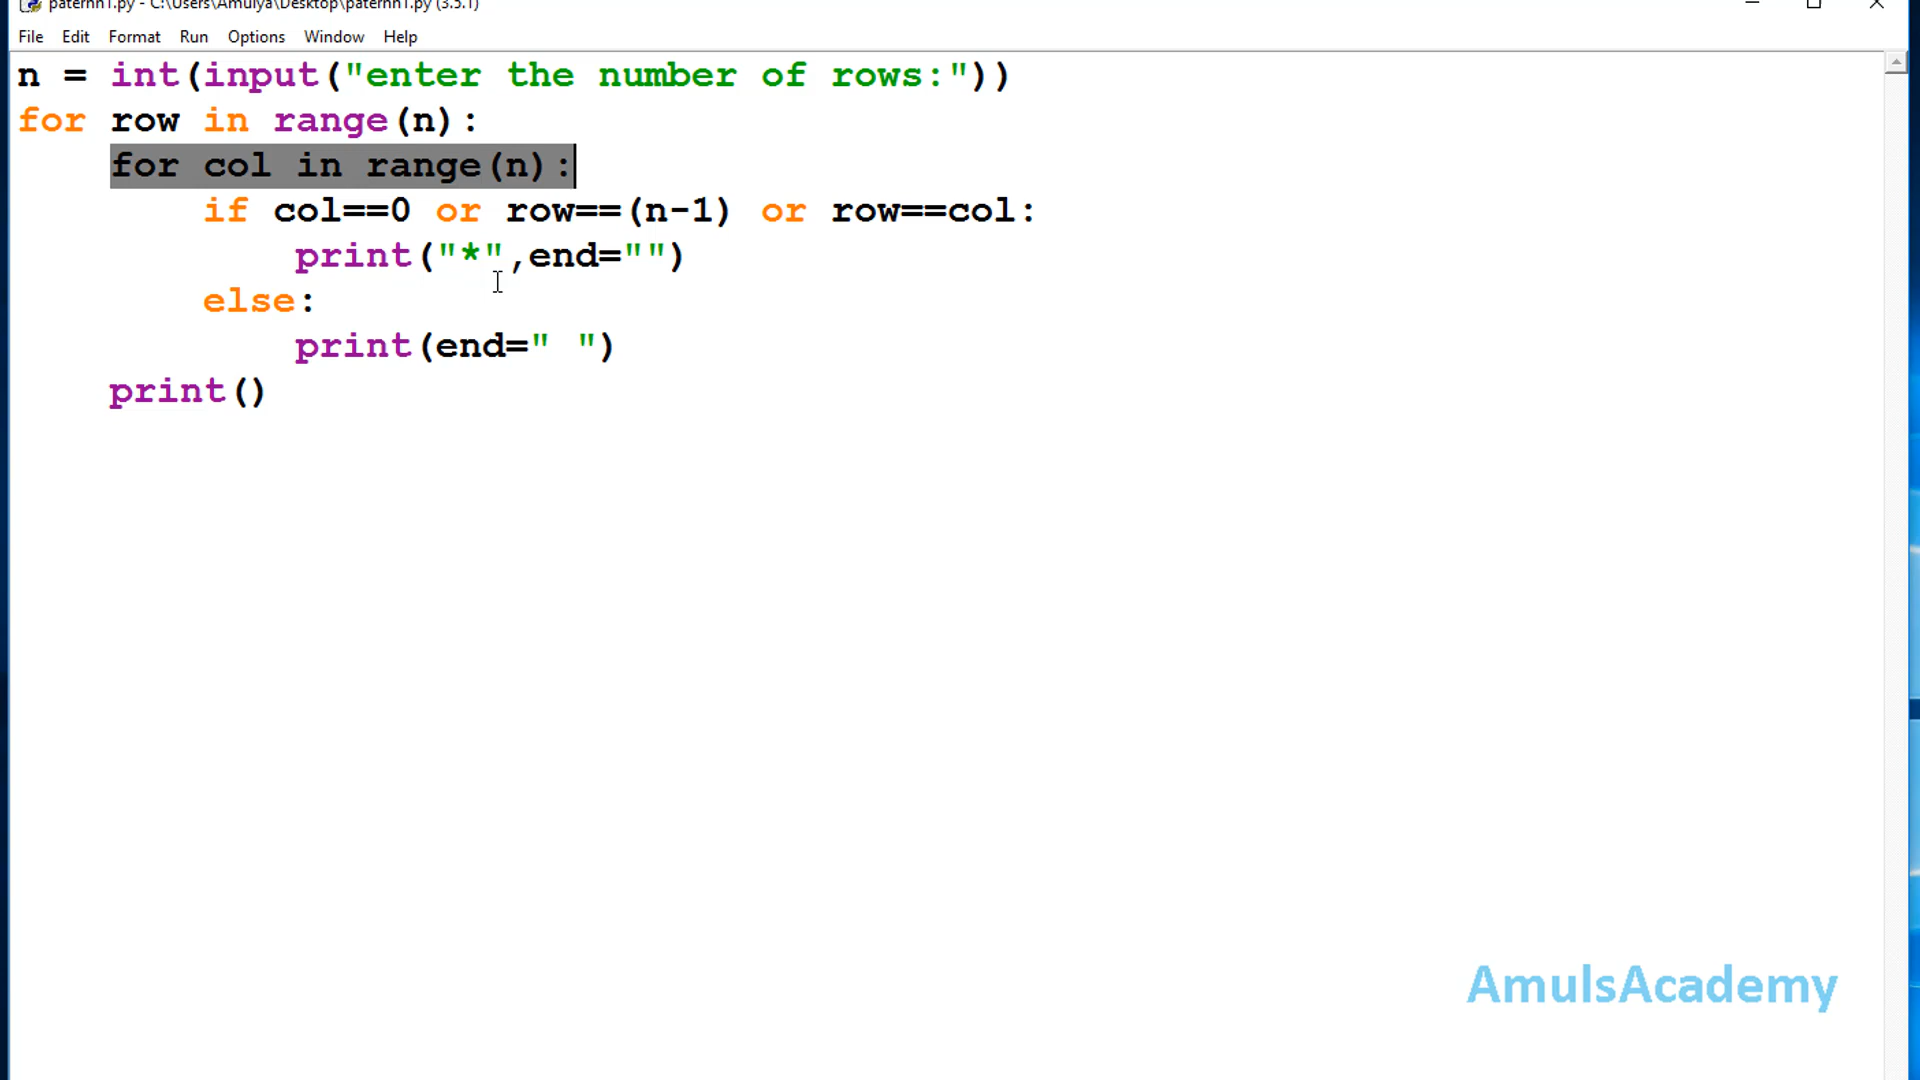 paternn1.py - C:\Users\Amulya\Desktop\paternn1.py (3.5.1)
File Edit Format Run Options Window Help
n = int(input("enter the number of rows:"))
for row in range(n):
    for col in range(n):
        if col==0 or row==(n-1) or row==col:
            print("*",end="")
        else:
            print(end=" ")
    print()
AmulsAcademy